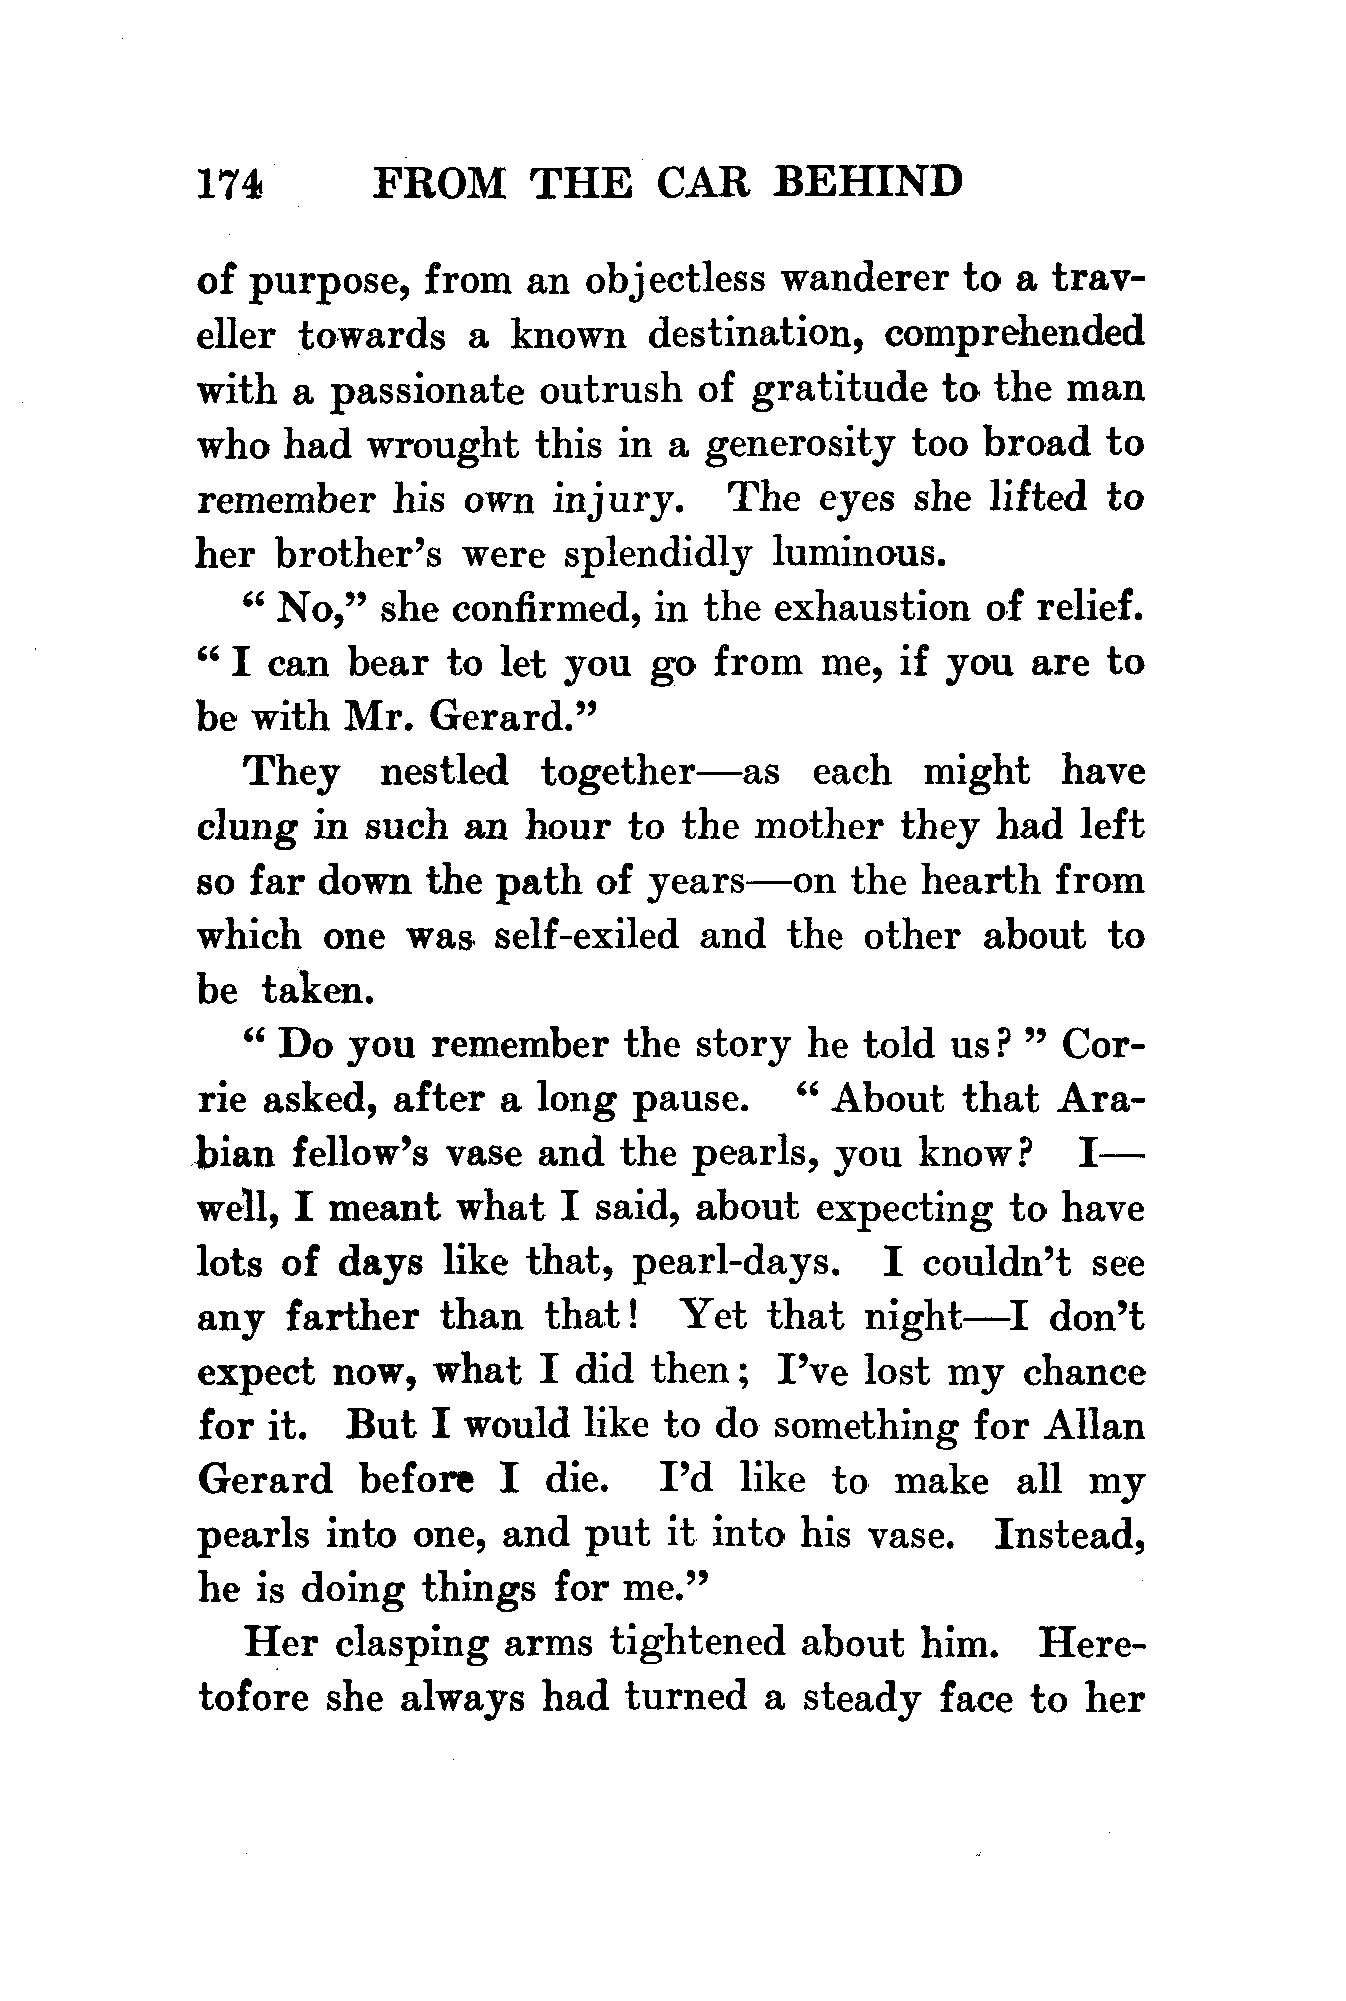 174 FROM THE CAR BEHIND
of purpose, from an objectless wanderer to a trav-
eller towards a known destination, comprehended
with a passionate outrush of gratitude to the man
who had wrought this in a generosity too broad to
remember his own injury. The eyes she lifted to
her brother's were splendidly luminous.
" No," she confirmed, in the exhaustion of relief.
" I can bear to let you go from me, if you are to
be with Mr. Gerard."
They nestled together—as each might have
clung in such an hour to the mother they had left
so far down the path of years—on the hearth from
which one was self-exiled and the other about to
be taken.
" Do you remember the story he told us? " Cor-
rie asked, after a long pause. " About that Ara-
bian fellow's vase and the pearls, you know? I—
well, I meant what I said, about expecting to have
lots of days like that, pearl-days. I couldn't see
any farther than that! Yet that night—I don't
expect now, what I did then; I've lost my chance
for it. But I would like to do something for Allan
Gerard before I die. I'd like to make all my
pearls into one, and put it into his vase. Instead,
he is doing things for me."
Her clasping arms tightened about him. Here-
tofore she always had turned a steady face to her